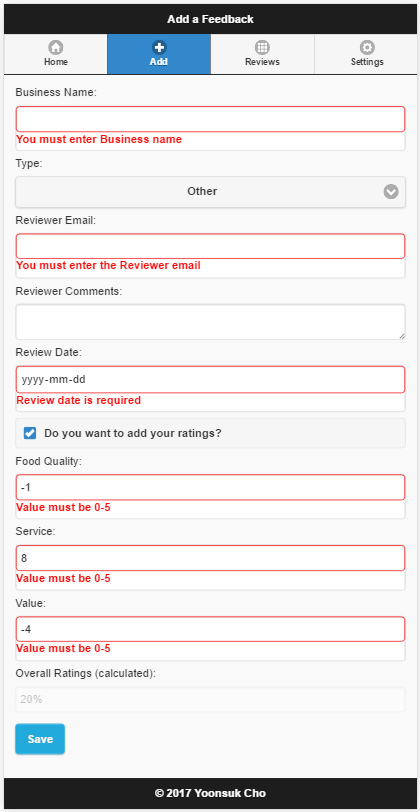 Add a Feedback
Home Add Reviews Settings
Business Name:
You must enter Business name
Type:
Other
Reviewer Email:
You must enter the Reviewer email
Reviewer Comments:
Review Date:
yyyy-mm-dd
Review date is required
Do you want to add your ratings?
Food Quality:
-1
Value must be 0-5
Service:
8
Value must be 0-5
Value:
-4
Value must be 0-5
Overall Ratings (calculated):
20%
Save
© 2017 Yoonsuk Cho